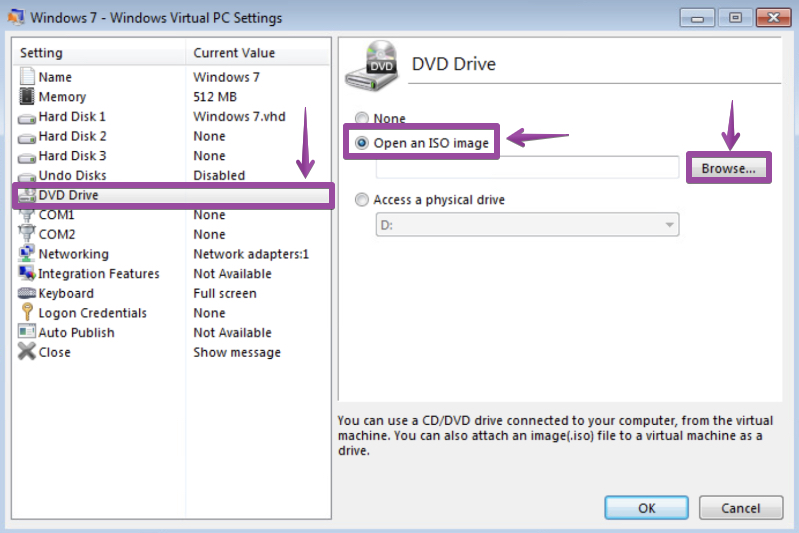 Windows 7 - Windows Virtual PC Settings
Setting Current Value
Name Windows 7
Memory 512 MB
Hard Disk 1 Windows 7.vhd
Hard Disk 2 None
Hard Disk 3 None
Undo Disks Disabled
DVD Drive
COM1 None
COM2 None
Networking Network adapters:1
Integration Features Not Available
Keyboard Full screen
Logon Credentials None
Auto Publish Not Available
Close Show message
DVD
DVD Drive
None
Open an ISO image
Browse...
Access a physical drive
D:
You can use a CD/DVD drive connected to your computer, from the virtual
machine. You can also attach an image(.iso) file to a virtual machine as a
drive.
OK Cancel